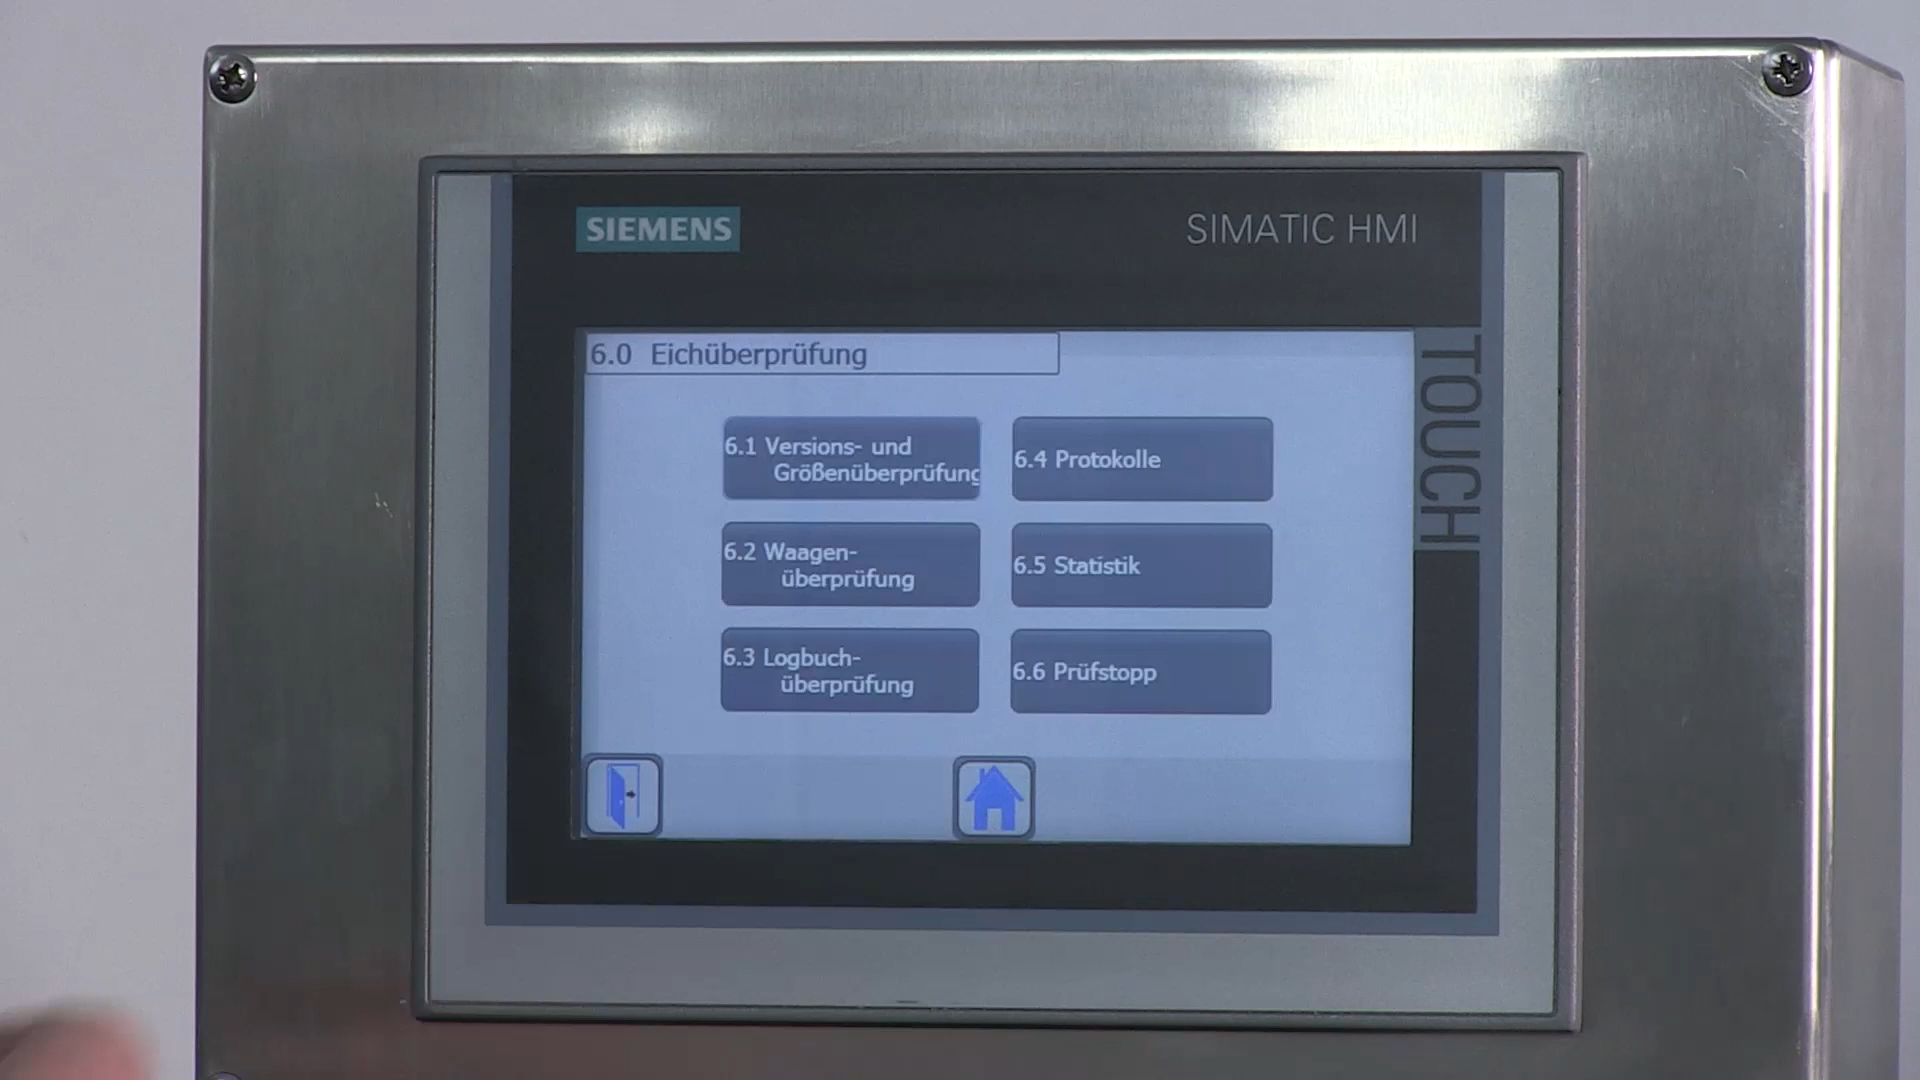 SIEMENS
SIMATIC HMI
TOUCH
6.0 Eichüberprüfung
6.1 Versions- und
Größenüberprüfung
6.2 Waagen-
überprüfung
6.3 Logbuch-
überprüfung
6.4 Protokolle
6.5 Statistik
6.6 Prüfstopp